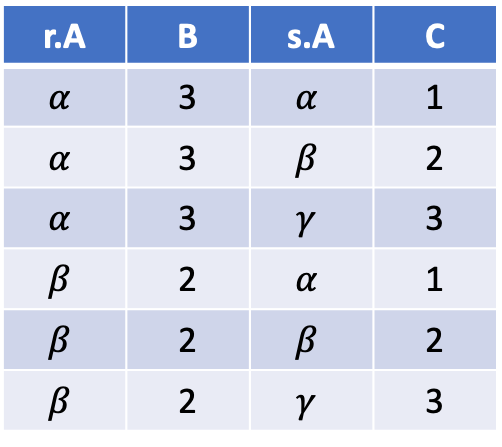 r.A B s.A C
α 3 α 1
α 3 β 2
α 3 γ 3
β 2 α 1
β 2 β 2
β 2 γ 3